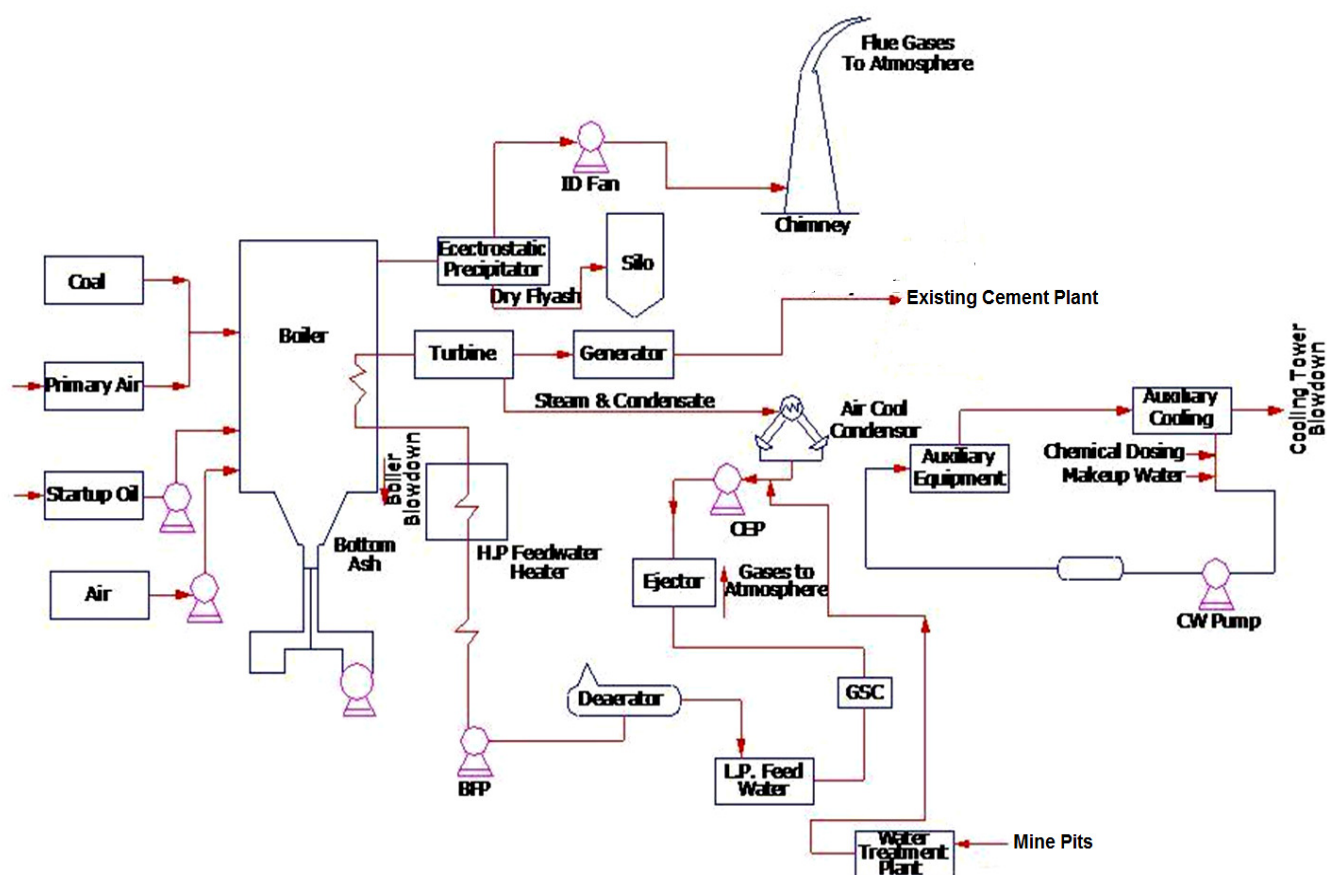 Flue Gases
To Atmosphere
ID Fan
Chimney
Ecectrostatic
Precipitator
Silo
Dry Flyash
Coal
Existing Cement Plant
Boiler
Turbine
Generator
Primary Air
Steam & Condensate
Air Cool
Condensor
Auxiliary
Cooling
Cooling Tower
Blowdown
Boiler
Blowdown
Chemical Dosing
Makeup Water
Auxiliary
Equipment
Startup Oil
CEP
Bottom
Ash
H.P Feedwater
Heater
Ejector
Gases to
Atmosphere
Air
CW Pump
GSC
Deaerator
L.P. Feed
Water
BFP
Water
Treatment
Plant
Mine Pits